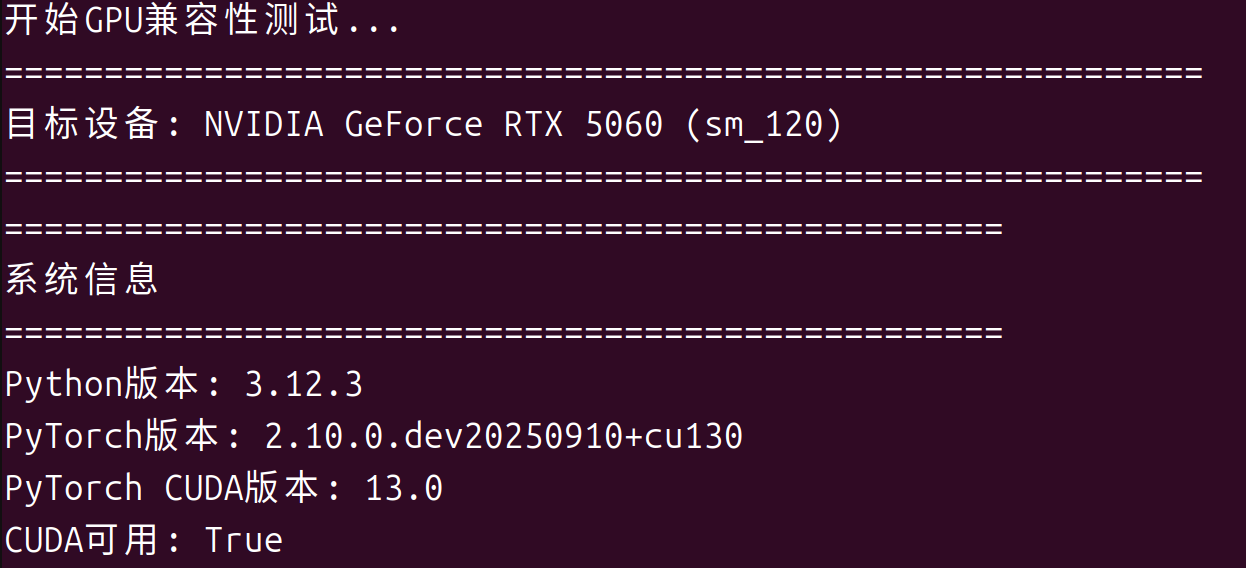 开始GPU兼容性测试...
============================================================
目标设备: NVIDIA GeForce RTX 5060 (sm_120)
============================================================
==================================================
系统信息
==================================================
Python版本: 3.12.3
PyTorch版本: 2.10.0.dev20250910+cu130
PyTorch CUDA版本: 13.0
CUDA可用: True